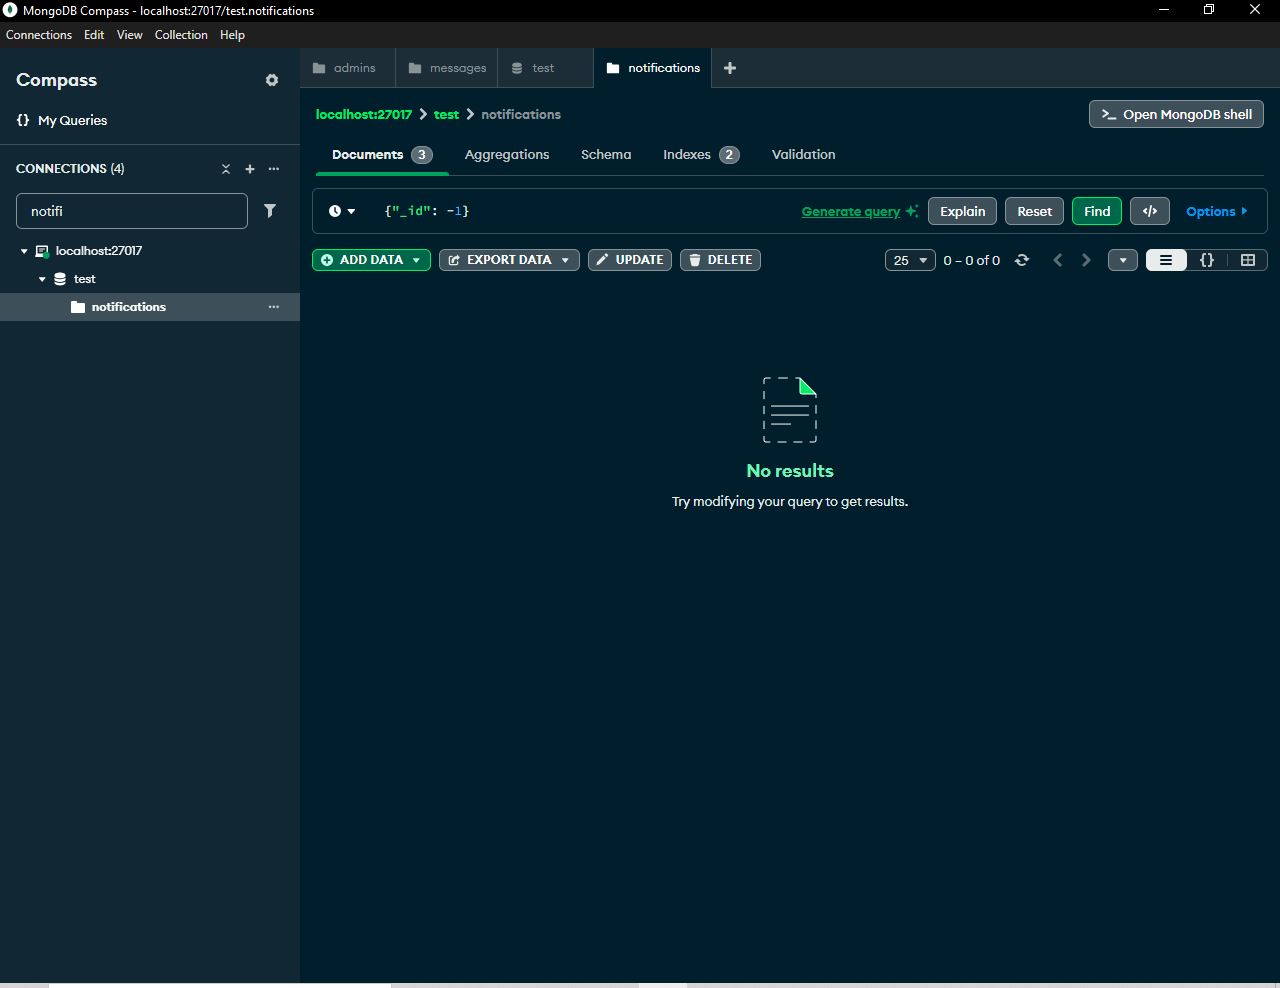 MongoDB Compass - localhost:27017/test.notifications
Connections Edit View Collection Help
Compass
{} My Queries
CONNECTIONS (4)
notifi
localhost:27017
test
notifications
admins messages test notifications
localhost:27017 > test > notifications
>_ Open MongoDB shell
Documents 3 Aggregations Schema Indexes 2 Validation
{"_id": -1}
Generate query Explain Reset Find </> Options
ADD DATA EXPORT DATA UPDATE DELETE
25 0 – 0 of 0 {}
No results
Try modifying your query to get results.